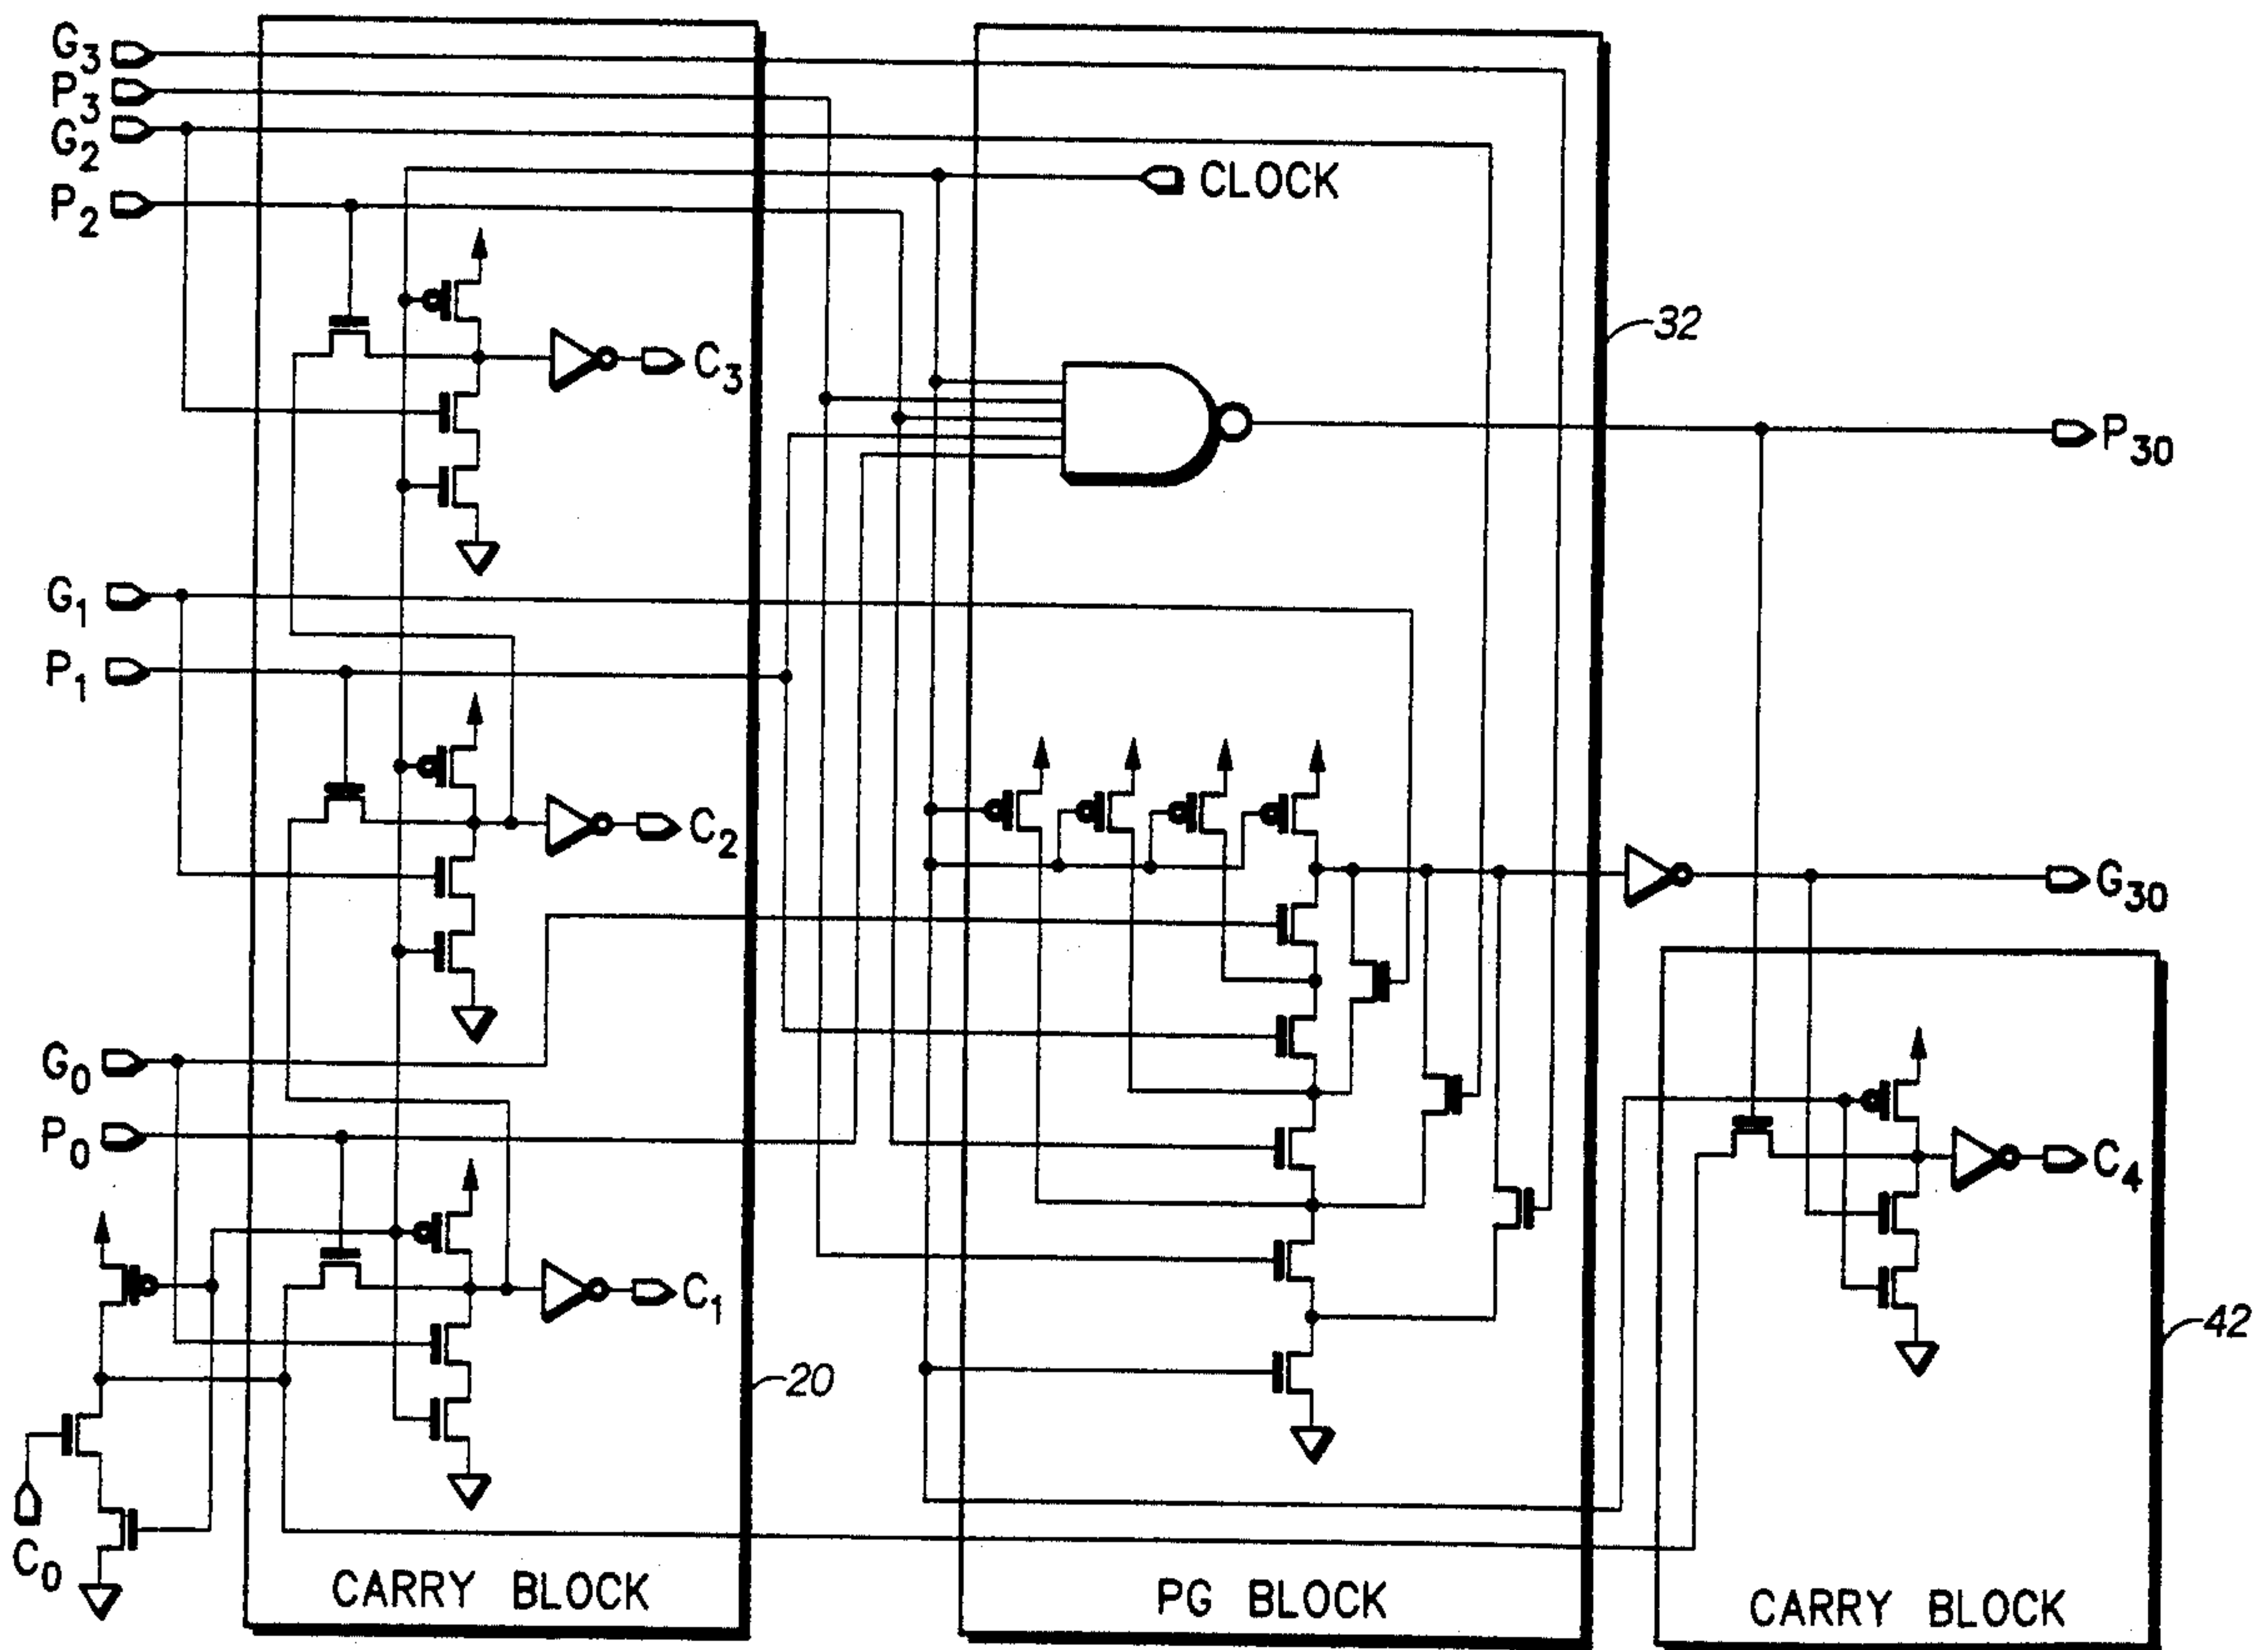 G3
P3
G2
P2
CLOCK
C3
32
P30
G1
P1
C2
G30
G0
P0
C1
C4
20
42
C0
CARRY BLOCK
PG BLOCK
CARRY BLOCK